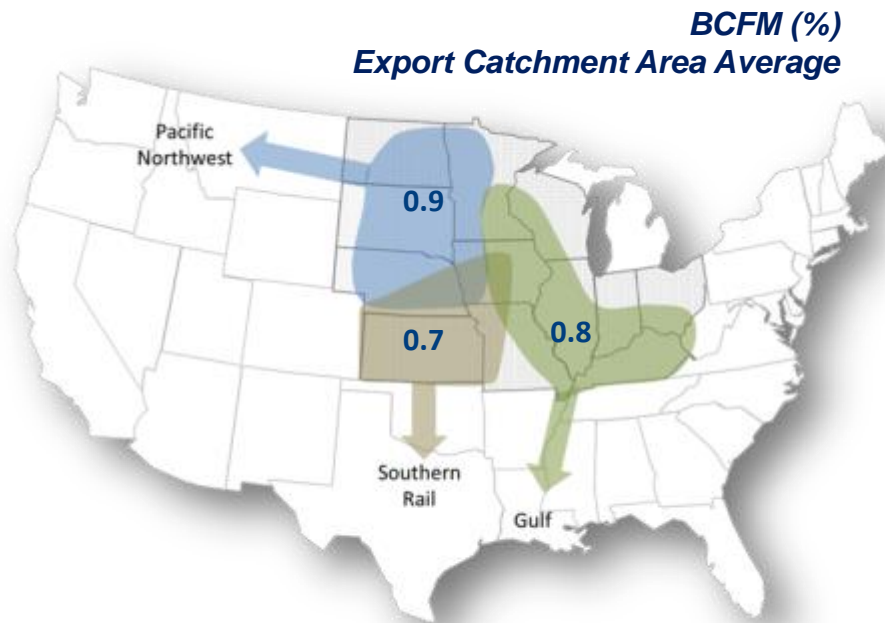 BCFM (%)
Export Catchment Area Average
Pacific
Northwest
0.9
0.7
0.8
Southern
Rail
Gulf